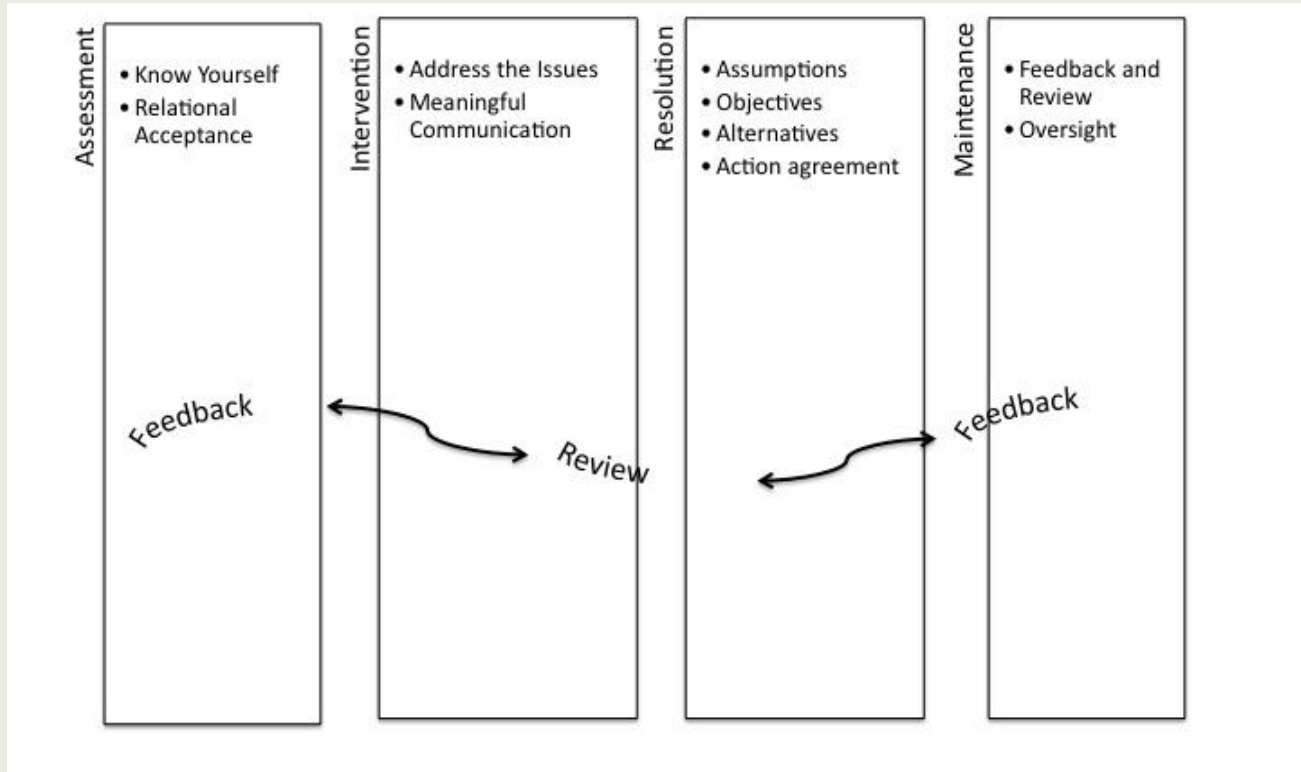 Assessment
• Know Yourself
• Relational
Acceptance
Intervention
• Address the Issues
• Meaningful
Communication
Resolution
• Assumptions
• Objectives
• Alternatives
• Action agreement
Maintenance
• Feedback and
Review
• Oversight
Feedback
Review
Feedback